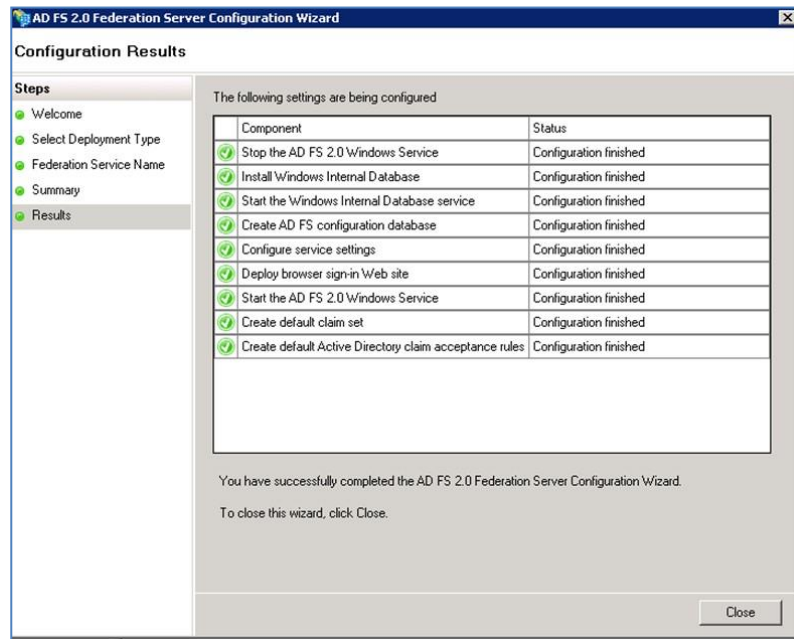 AD FS 2.0 Federation Server Configuration Wizard
Configuration Results
Steps
Welcome
Select Deployment Type
Federation Service Name
Summary
Results
The following settings are being configured
Component Status
Stop the AD FS 2.0 Windows Service Configuration finished
Install Windows Internal Database Configuration finished
Start the Windows Internal Database service Configuration finished
Create AD FS configuration database Configuration finished
Configure service settings Configuration finished
Deploy browser sign-in Web site Configuration finished
Start the AD FS 2.0 Windows Service Configuration finished
Create default claim set Configuration finished
Create default Active Directory claim acceptance rules Configuration finished
You have successfully completed the AD FS 2.0 Federation Server Configuration Wizard.
To close this wizard, click Close.
Close